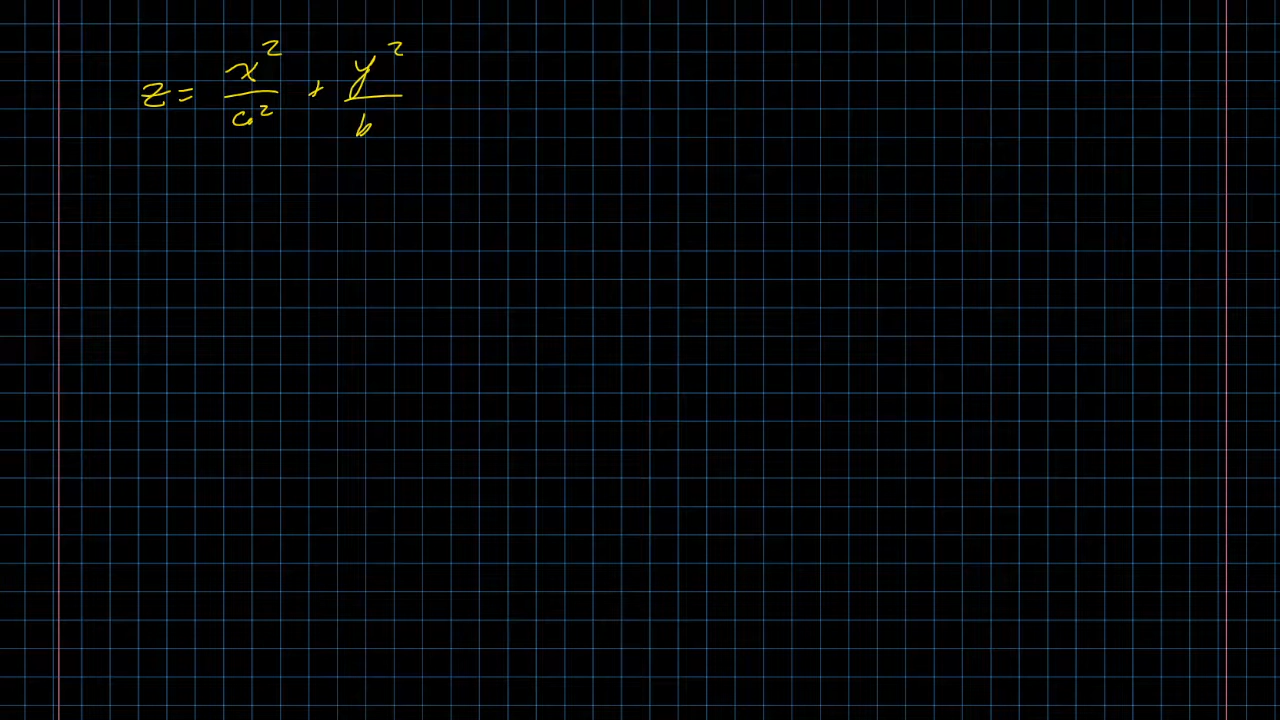 z = x²/a² + y²/b